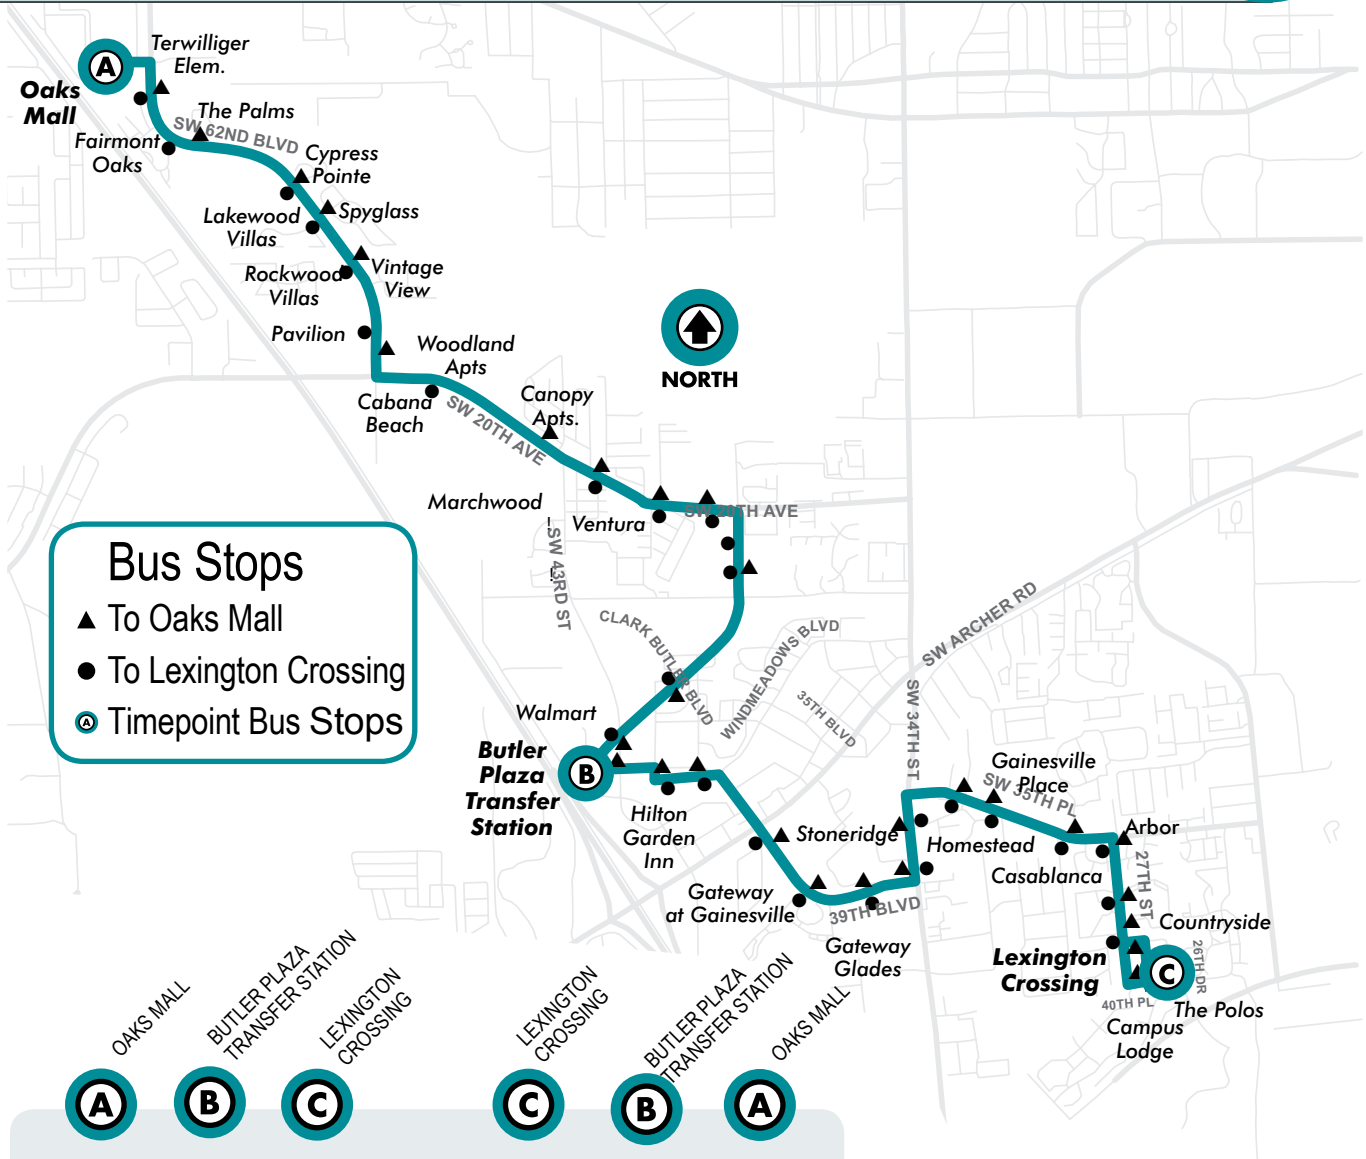 Terwilliger
Elem.
A
Oaks
Mall
The Palms
SW 62ND BLVD
Fairmont
Oaks
Cypress
Pointe
Lakewood
Villas
Spyglass
Rockwood
Villas
Vintage
View
Pavilion
Woodland
Apts
NORTH
Cabana
Beach
Canopy
Apts.
SW 20TH AVE
Marchwood
Ventura
SW 20TH AVE
SW 43RD ST
Bus Stops
To Oaks Mall
To Lexington Crossing
A
Timepoint Bus Stops
CLARK BUTLER BLVD
WINDMEADOWS BLVD
35TH BLVD
SW ARCHER RD
SW 34TH ST
Walmart
Butler
Plaza
Transfer
Station
B
Hilton
Garden
Inn
Gainesville
Place
SW 35TH PL
Stoneridge
Homestead
Arbor
Casablanca
27TH ST
Gateway
at Gainesville
39TH BLVD
Gateway
Glades
Countryside
Lexington
Crossing
C
26TH DR
40TH PL
The Polos
Campus
Lodge
OAKS MALL
BUTLER PLAZA
TRANSFER STATION
LEXINGTON
CROSSING
LEXINGTON
CROSSING
BUTLER PLAZA
TRANSFER STATION
OAKS MALL
A
B
C
C
B
A